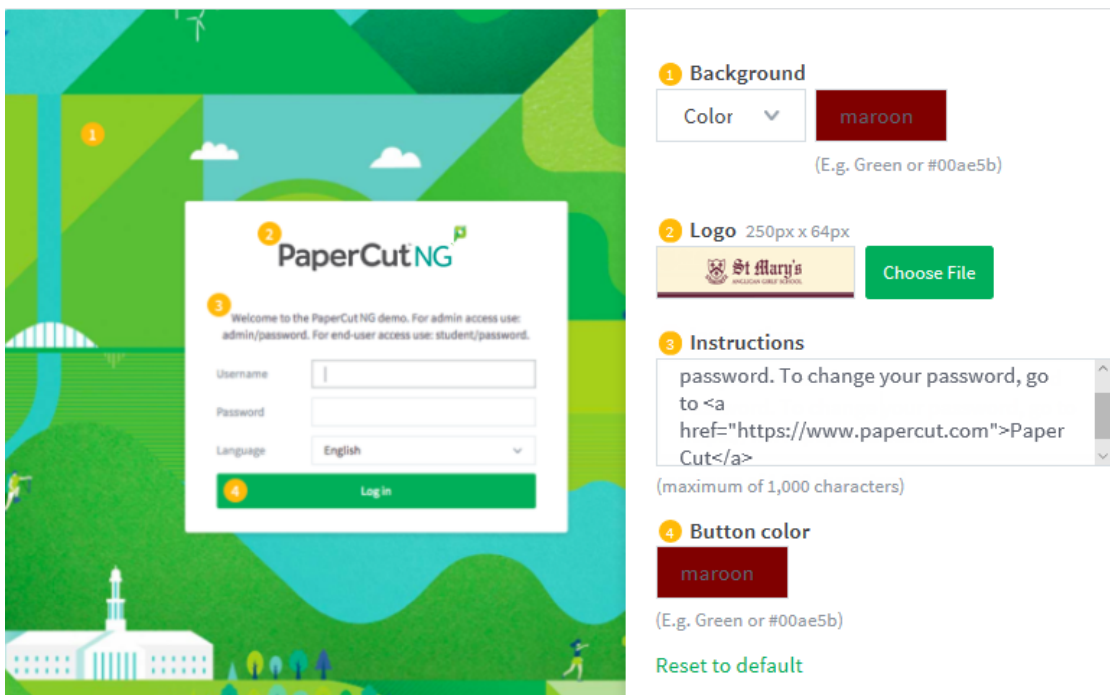 1
2
PaperCut NG
3
Welcome to the PaperCut NG demo. For admin access use:
admin/password. For end-user access use: student/password.
Username
Password
Language English
4 Log in
1 Background
Color maroon
(E.g. Green or #00ae5b)
2 Logo 250px x 64px
St Mary's
ANGLICAN GIRLS' SCHOOL
Choose File
3 Instructions
password. To change your password, go
to <a
href="https://www.papercut.com">Paper
Cut</a>
(maximum of 1,000 characters)
4 Button color
maroon
(E.g. Green or #00ae5b)
Reset to default